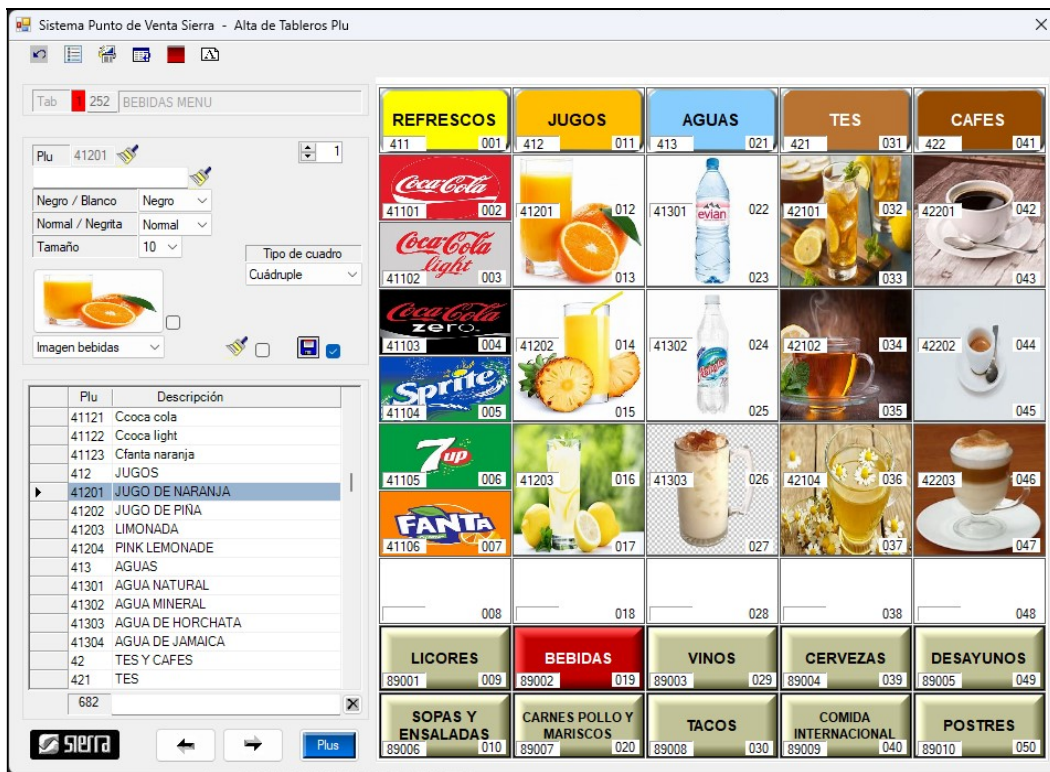 Sistema Punto de Venta Sierra - Alta de Tableros Plu
Tab 1 252 BEBIDAS MENU
Plu 41201 1
Negro / Blanco Negro
Normal / Negrita Normal
Tamaño 10
Tipo de cuadro
Cuádruple
Imagen bebidas
Plu Descripción
41121 Ccoca cola
41122 Ccoca light
41123 Cfanta naranja
412 JUGOS
41201 JUGO DE NARANJA
41202 JUGO DE PIÑA
41203 LIMONADA
41204 PINK LEMONADE
413 AGUAS
41301 AGUA NATURAL
41302 AGUA MINERAL
41303 AGUA DE HORCHATA
41304 AGUA DE JAMAICA
42 TES Y CAFES
421 TES
682
sierra
Plus
REFRESCOS JUGOS AGUAS TES CAFES
411 001 412 011 413 021 421 031 422 041
Coca-Cola
evian
41101 002 41201 012 41301 022 42101 032 42201 042
Coca-Cola
light
41102 003 013 023 033 043
Coca-Cola
zero
41103 004 41202 014 41302 024 42102 034 42202 044
Sprite
41104 005 015 025 035 045
7up
41105 006 41203 016 41303 026 42104 036 42203 046
FANTA
41106 007 017 027 037 047
008 018 028 038 048
LICORES BEBIDAS VINOS CERVEZAS DESAYUNOS
89001 009 89002 019 89003 029 89004 039 89005 049
SOPAS Y ENSALADAS CARNES POLLO Y MARISCOS TACOS COMIDA INTERNACIONAL POSTRES
89006 010 89007 020 89008 030 89009 040 89010 050